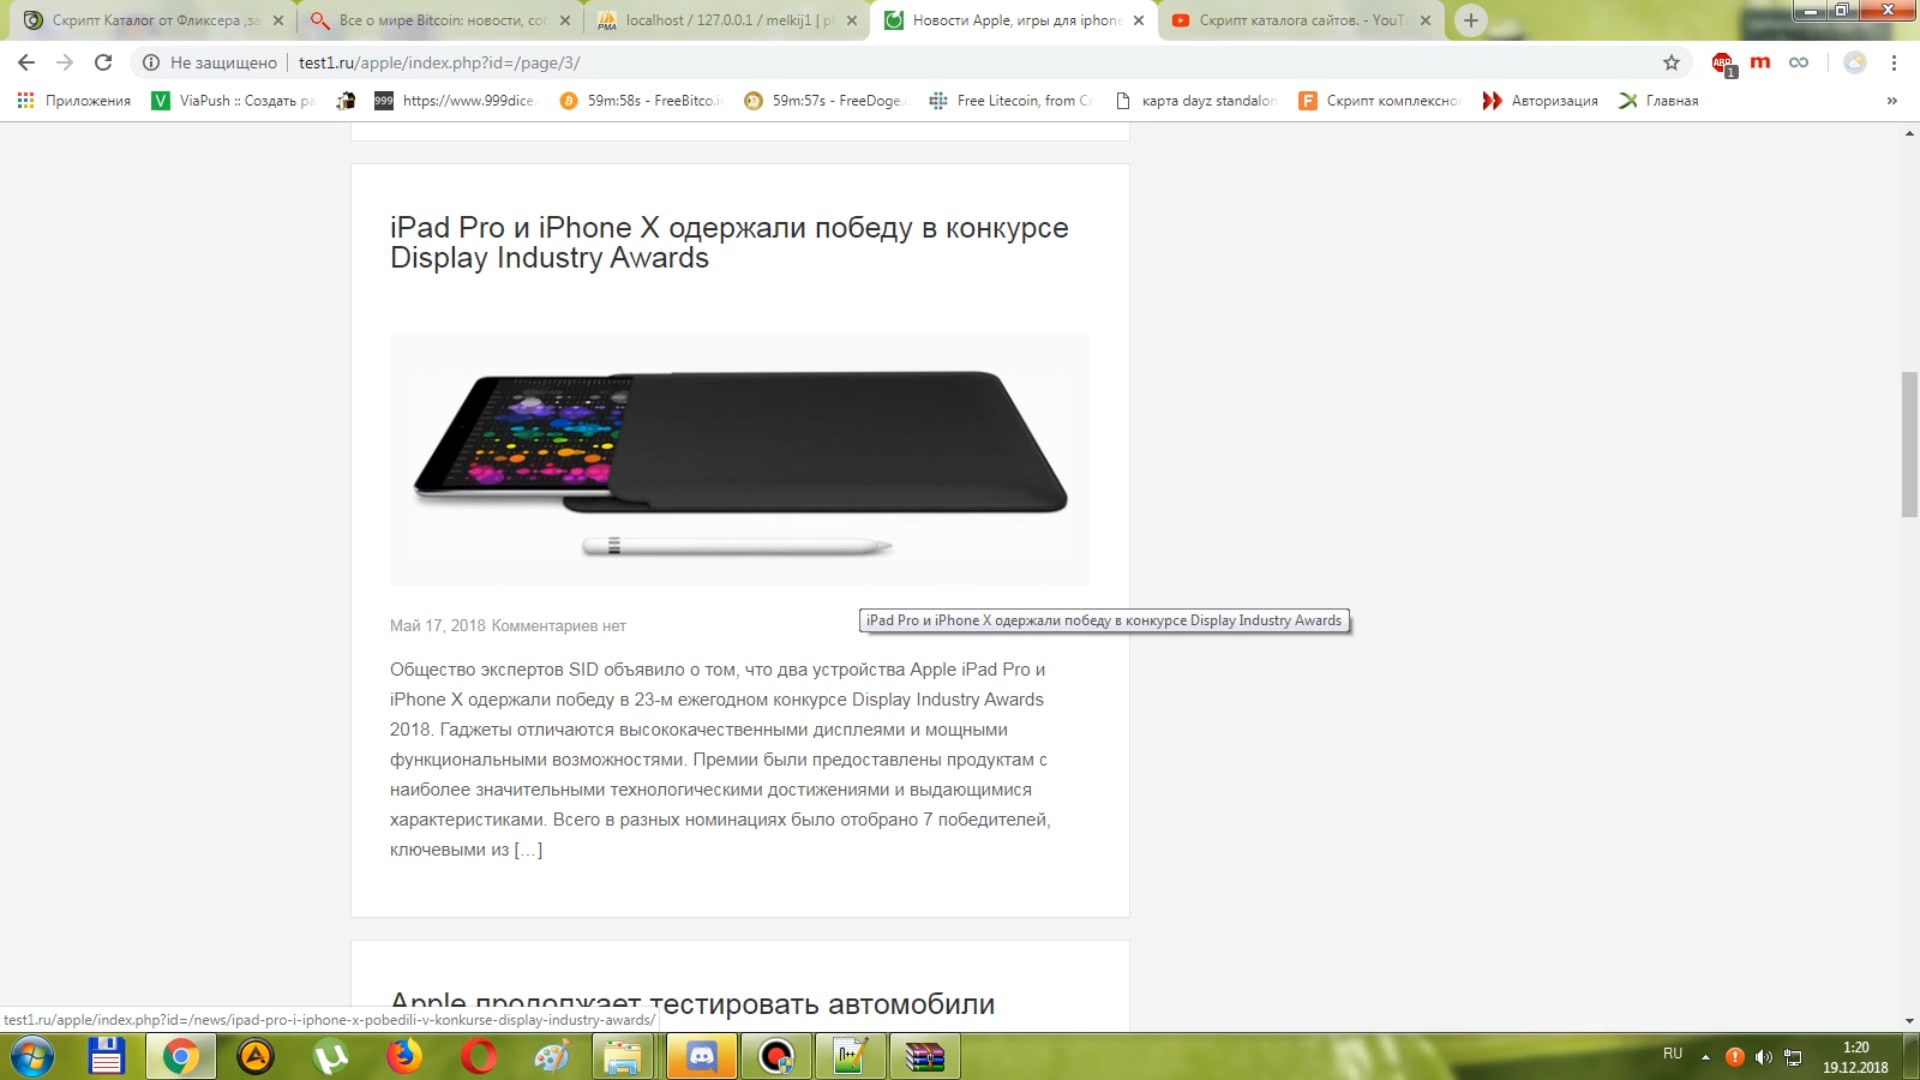 Скрипт Каталог от Фликсера ,за
Все о мире Bitcoin: новости, соб
localhost / 127.0.0.1 / melkij1 | p
Новости Apple, игры для iphone
Скрипт каталога сайтов. - YouT
Не защищено
test1.ru/apple/index.php?id=/page/3/
ABP
1
m
Приложения
ViaPush :: Создать ра
999
https://www.999dice.
59m:58s - FreeBitco.i
59m:57s - FreeDoge.
Free Litecoin, from Cr
карта dayz standalon
Скрипт комплексно
Авторизация
Главная
»
iPad Pro и iPhone X одержали победу в конкурсе
Display Industry Awards
Май 17, 2018 Комментариев нет
iPad Pro и iPhone X одержали победу в конкурсе Display Industry Awards
Общество экспертов SID объявило о том, что два устройства Apple iPad Pro и
iPhone X одержали победу в 23-м ежегодном конкурсе Display Industry Awards
2018. Гаджеты отличаются высококачественными дисплеями и мощными
функциональными возможностями. Премии были предоставлены продуктам с
наиболее значительными технологическими достижениями и выдающимися
характеристиками. Всего в разных номинациях было отобрано 7 победителей,
ключевыми из […]
Apple продолжает тестировать автомобили
test1.ru/apple/index.php?id=/news/ipad-pro-i-iphone-x-pobedili-v-konkurse-display-industry-awards/
RU
1:20
19.12.2018